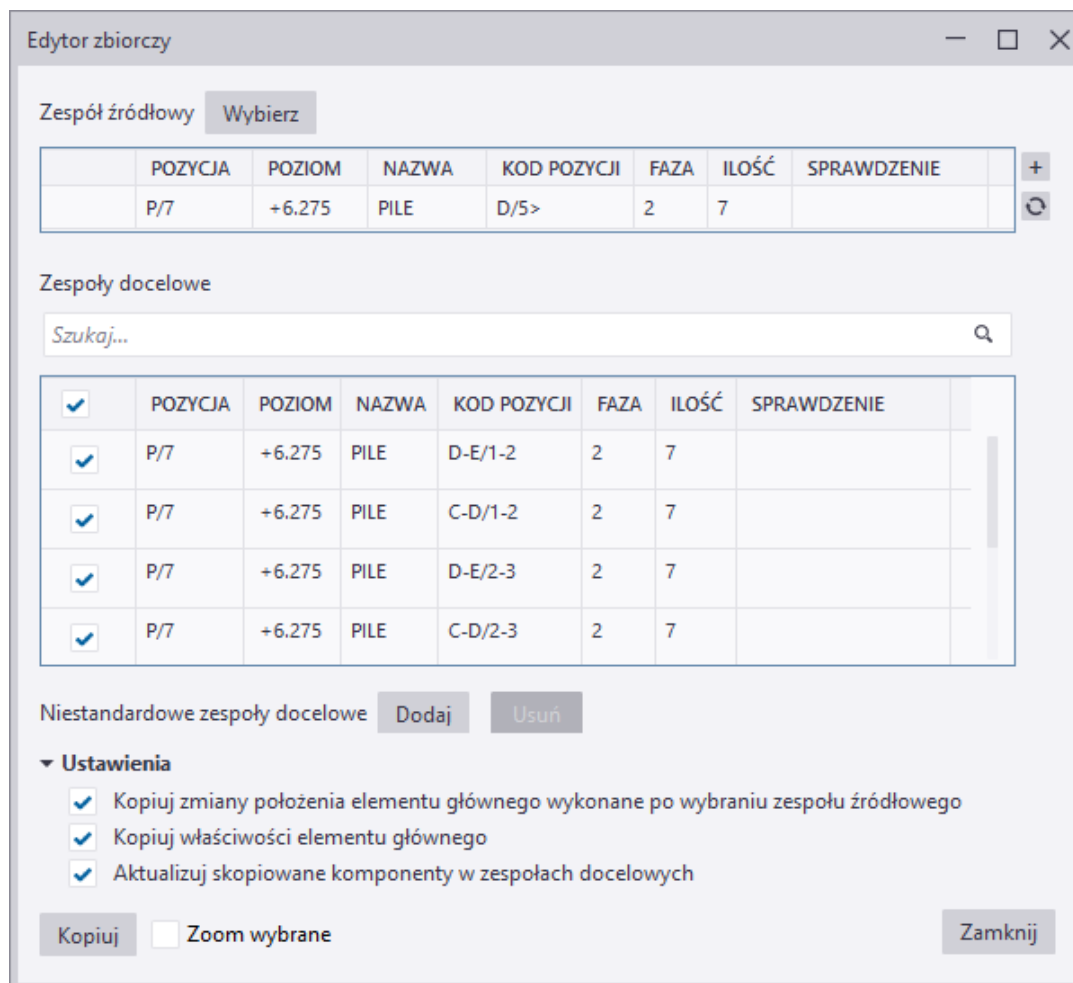 Edytor zbiorczy
Zespół źródłowy Wybierz
POZYCJA POZIOM NAZWA KOD POZYCJI FAZA ILOŚĆ SPRAWDZENIE
P/7 +6.275 PILE D/5> 2 7
Zespoły docelowe
Szukaj...
POZYCJA POZIOM NAZWA KOD POZYCJI FAZA ILOŚĆ SPRAWDZENIE
P/7 +6.275 PILE D-E/1-2 2 7
P/7 +6.275 PILE C-D/1-2 2 7
P/7 +6.275 PILE D-E/2-3 2 7
P/7 +6.275 PILE C-D/2-3 2 7
Niestandardowe zespoły docelowe Dodaj Usuń
Ustawienia
Kopiuj zmiany położenia elementu głównego wykonane po wybraniu zespołu źródłowego
Kopiuj właściwości elementu głównego
Aktualizuj skopiowane komponenty w zespołach docelowych
Kopiuj Zoom wybrane Zamknij